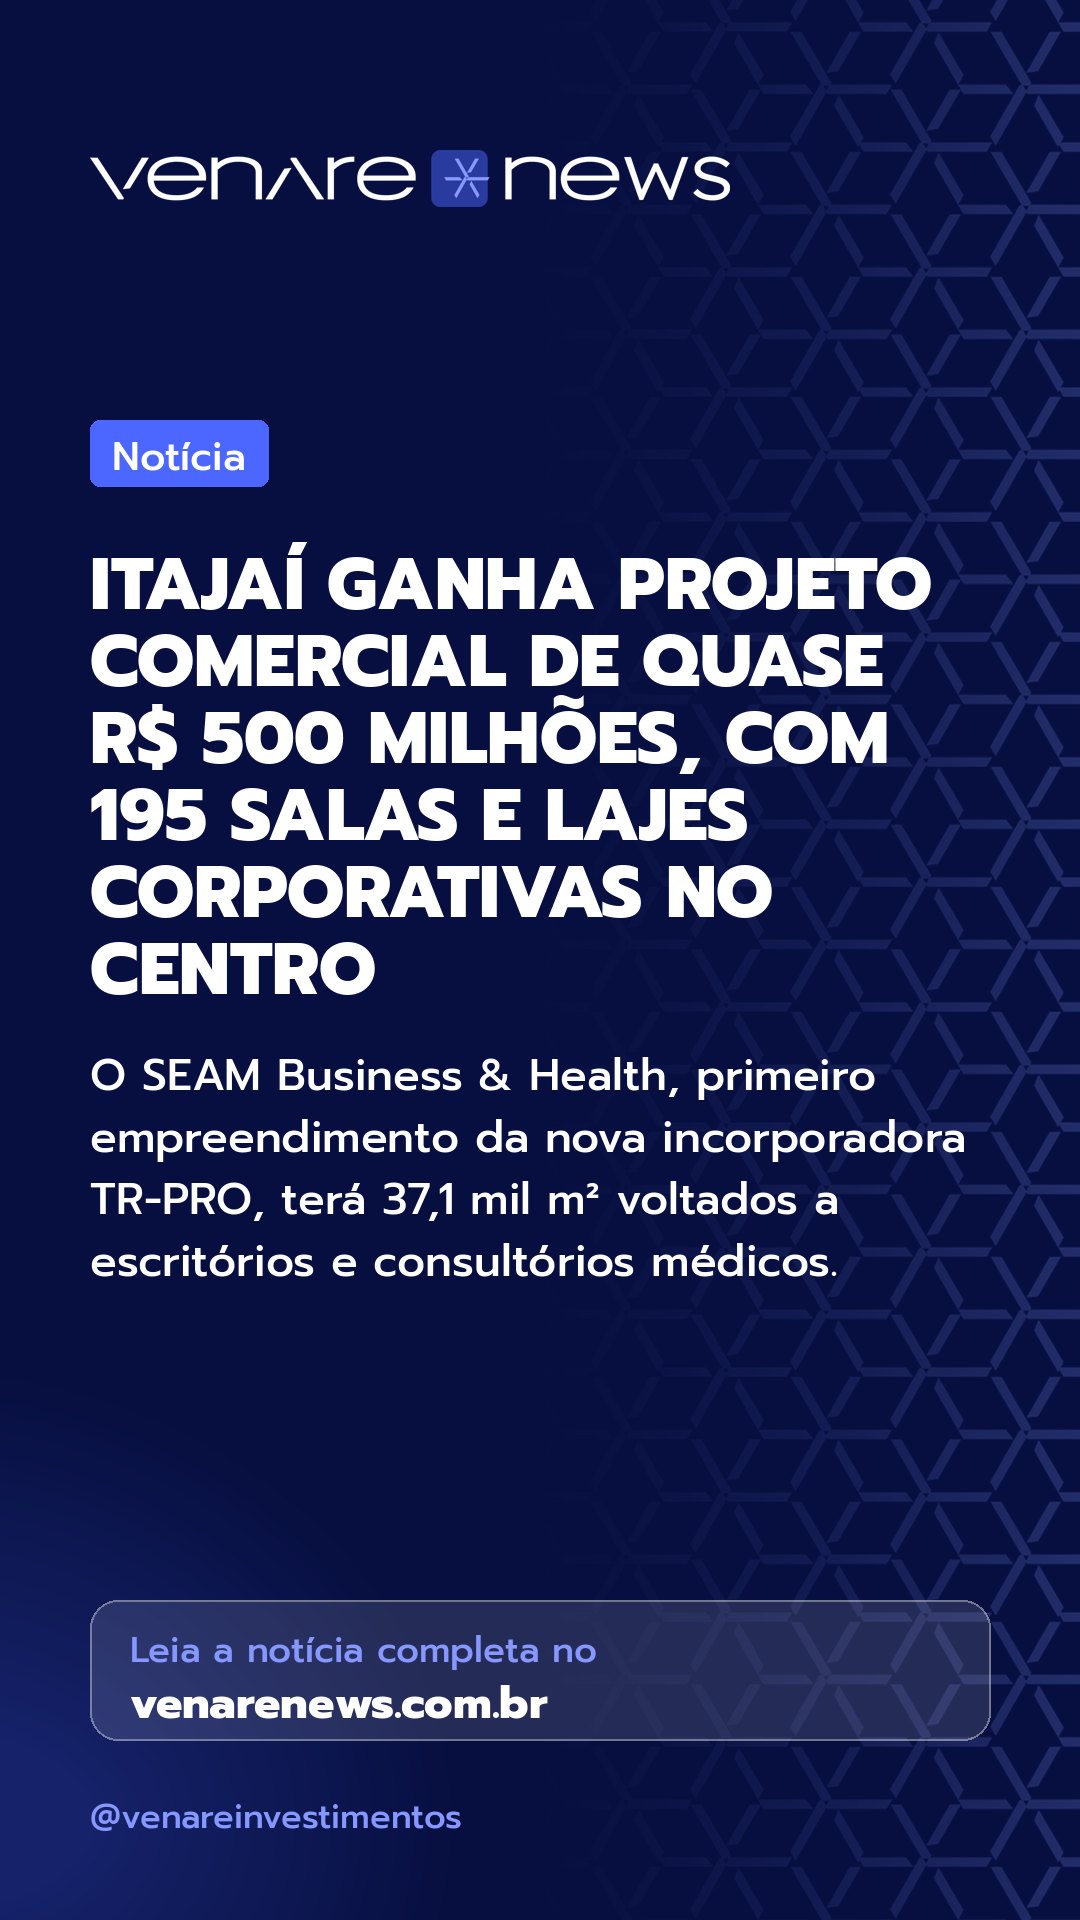 venare news
Notícia
ITAJAÍ GANHA PROJETO
COMERCIAL DE QUASE
R$ 500 MILHÕES, COM
195 SALAS E LAJES
CORPORATIVAS NO
CENTRO
O SEAM Business & Health, primeiro
empreendimento da nova incorporadora
TR-PRO, terá 37,1 mil m² voltados a
escritórios e consultórios médicos.
Leia a notícia completa no
venarenews.com.br
@venareinvestimentos